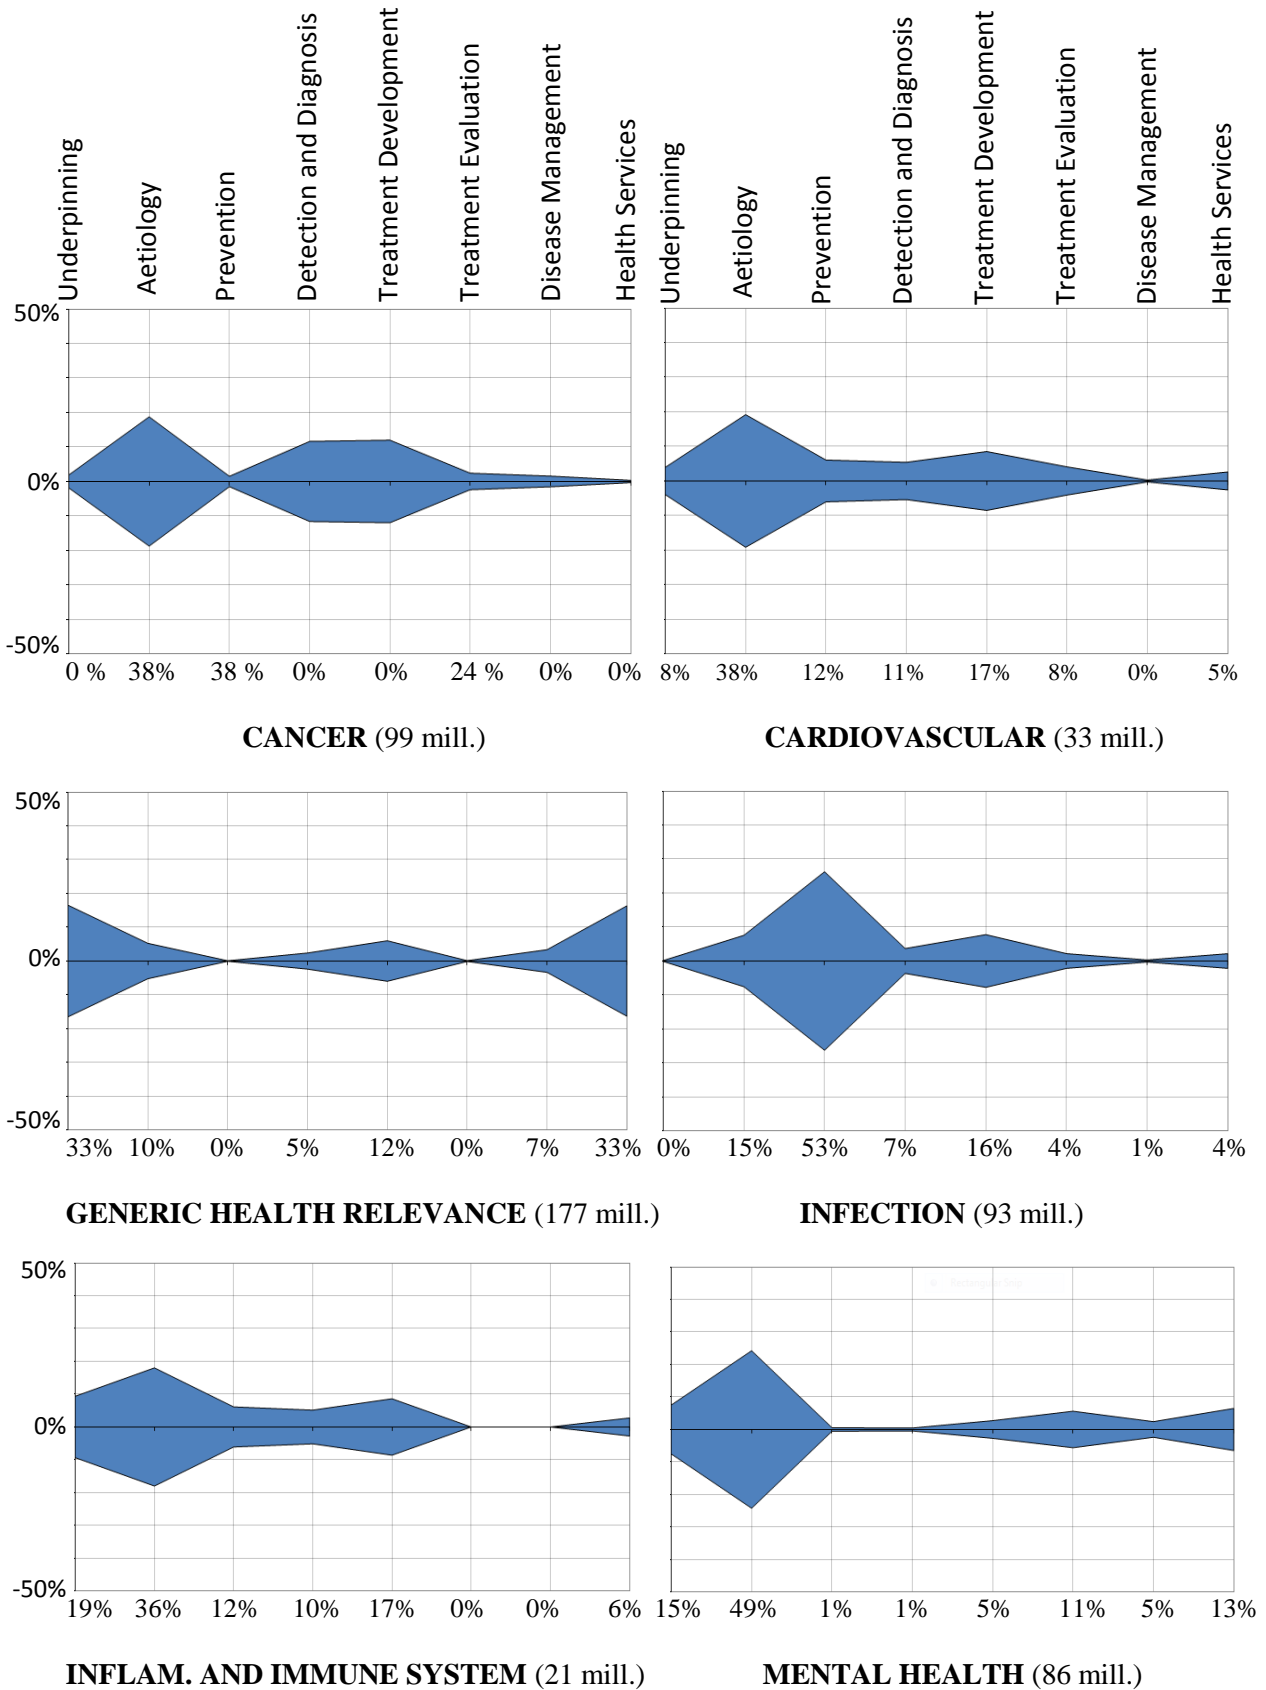 Underpinning
Aetiology
Prevention
Detection and Diagnosis
Treatment Development
Treatment Evaluation
Disease Management
Health Services
Underpinning
Aetiology
Prevention
Detection and Diagnosis
Treatment Development
Treatment Evaluation
Disease Management
Health Services
50%
0%
-50%
0 % 38% 38 % 0% 0% 24 % 0% 0%
8% 38% 12% 11% 17% 8% 0% 5%
CANCER (99 mill.)
CARDIOVASCULAR (33 mill.)
50%
0%
-50%
33% 10% 0% 5% 12% 0% 7% 33%
0% 15% 53% 7% 16% 4% 1% 4%
GENERIC HEALTH RELEVANCE (177 mill.)
INFECTION (93 mill.)
50%
0%
-50%
19% 36% 12% 10% 17% 0% 0% 6%
15% 49% 1% 1% 5% 11% 5% 13%
INFLAM. AND IMMUNE SYSTEM (21 mill.)
MENTAL HEALTH (86 mill.)